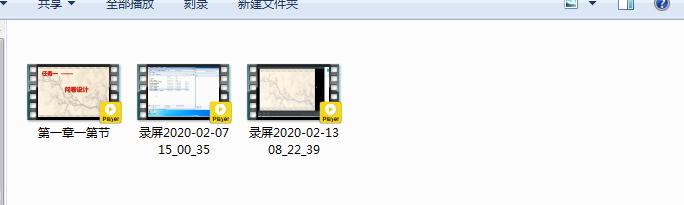 共享 全部播放 刻录 新建文件夹
任务一
问卷设计
Player Player Player
第一章一第节 录屏2020-02-07 录屏2020-02-13
15_00_35 08_22_39